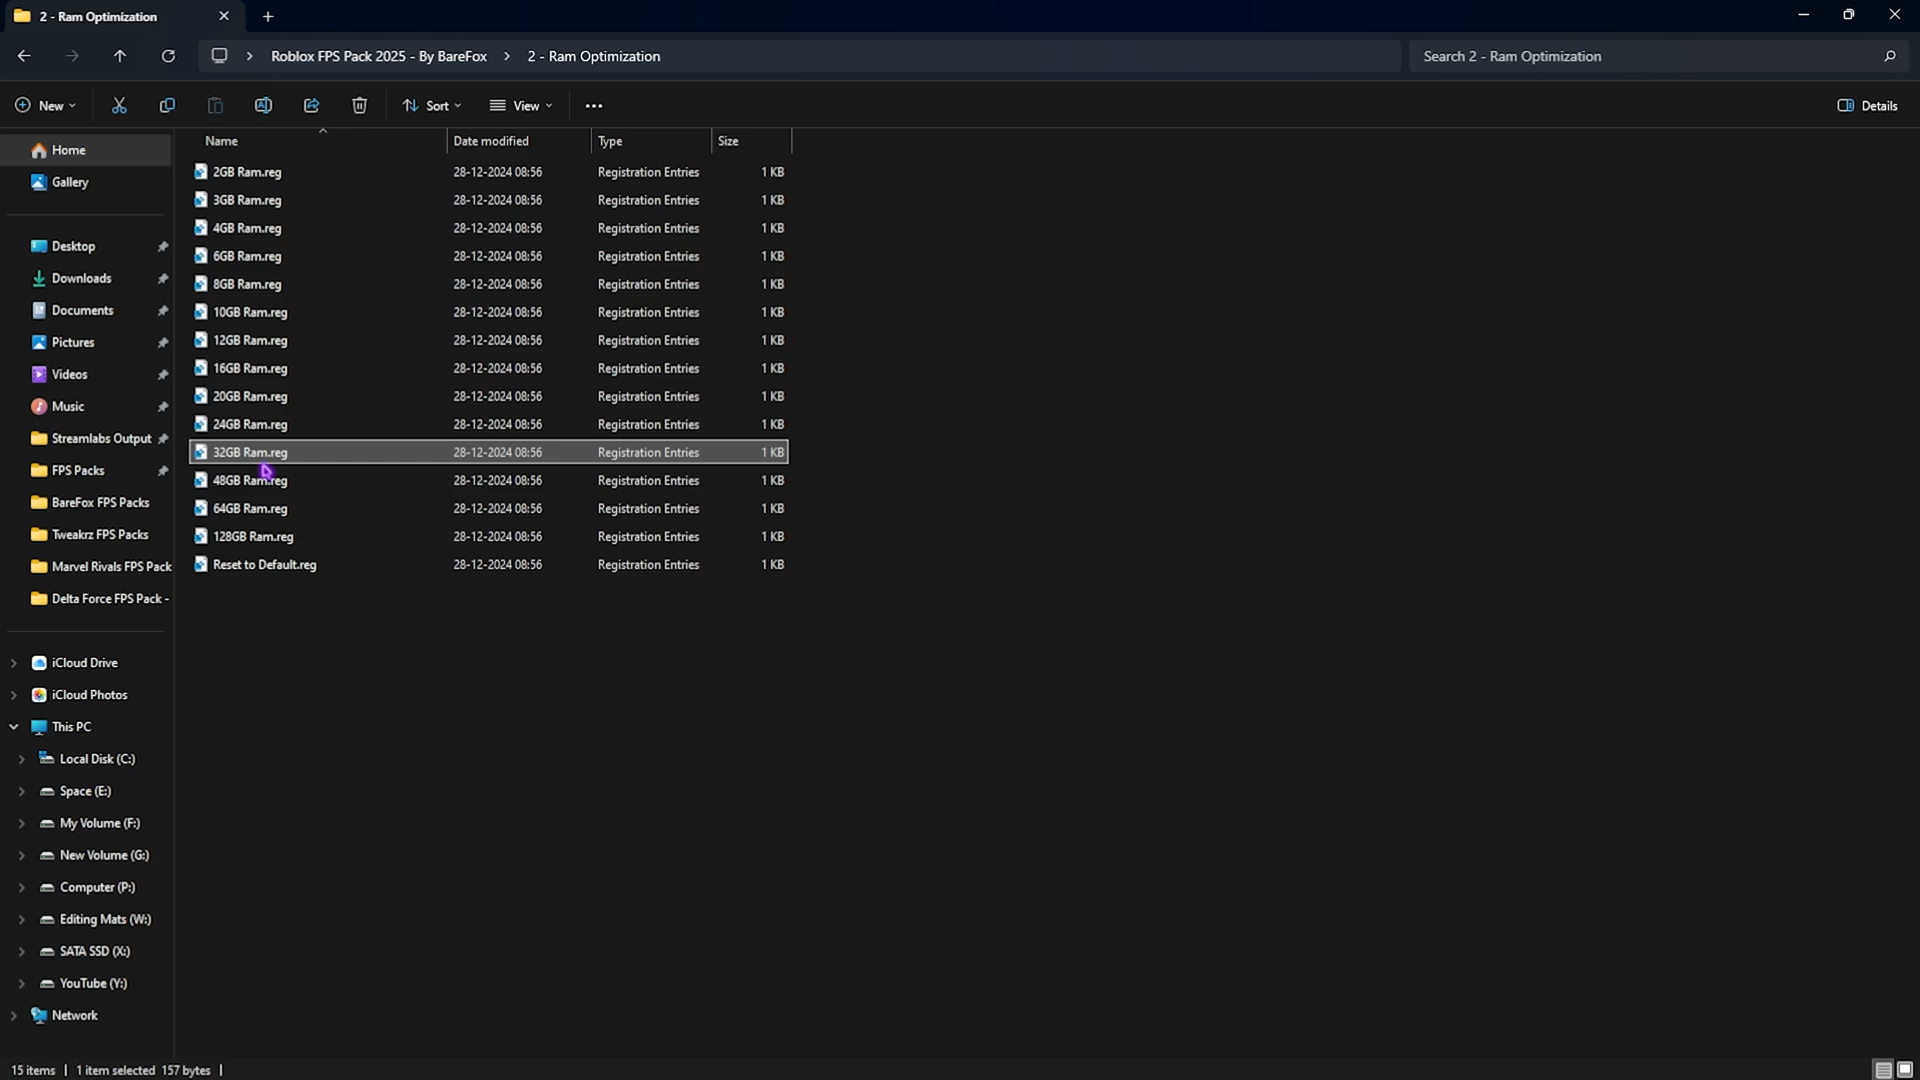 2 - Ram Optimization
Roblox FPS Pack 2025 - By BareFox > 2 - Ram Optimization
Search 2 - Ram Optimization
New
Sort
View
Details
Name Date modified Type Size
Home
Gallery
Desktop
Downloads
Documents
Pictures
Videos
Music
Streamlabs Output
FPS Packs
BareFox FPS Packs
Tweakrz FPS Packs
Marvel Rivals FPS Pack
Delta Force FPS Pack -
iCloud Drive
iCloud Photos
This PC
Local Disk (C:)
Space (E:)
My Volume (F:)
New Volume (G:)
Computer (P:)
Editing Mats (W:)
SATA SSD (X:)
YouTube (Y:)
Network
2GB Ram.reg 28-12-2024 08:56 Registration Entries 1 KB
3GB Ram.reg 28-12-2024 08:56 Registration Entries 1 KB
4GB Ram.reg 28-12-2024 08:56 Registration Entries 1 KB
6GB Ram.reg 28-12-2024 08:56 Registration Entries 1 KB
8GB Ram.reg 28-12-2024 08:56 Registration Entries 1 KB
10GB Ram.reg 28-12-2024 08:56 Registration Entries 1 KB
12GB Ram.reg 28-12-2024 08:56 Registration Entries 1 KB
16GB Ram.reg 28-12-2024 08:56 Registration Entries 1 KB
20GB Ram.reg 28-12-2024 08:56 Registration Entries 1 KB
24GB Ram.reg 28-12-2024 08:56 Registration Entries 1 KB
32GB Ram.reg 28-12-2024 08:56 Registration Entries 1 KB
48GB Ram.reg 28-12-2024 08:56 Registration Entries 1 KB
64GB Ram.reg 28-12-2024 08:56 Registration Entries 1 KB
128GB Ram.reg 28-12-2024 08:56 Registration Entries 1 KB
Reset to Default.reg 28-12-2024 08:56 Registration Entries 1 KB
15 items | 1 item selected 157 bytes |